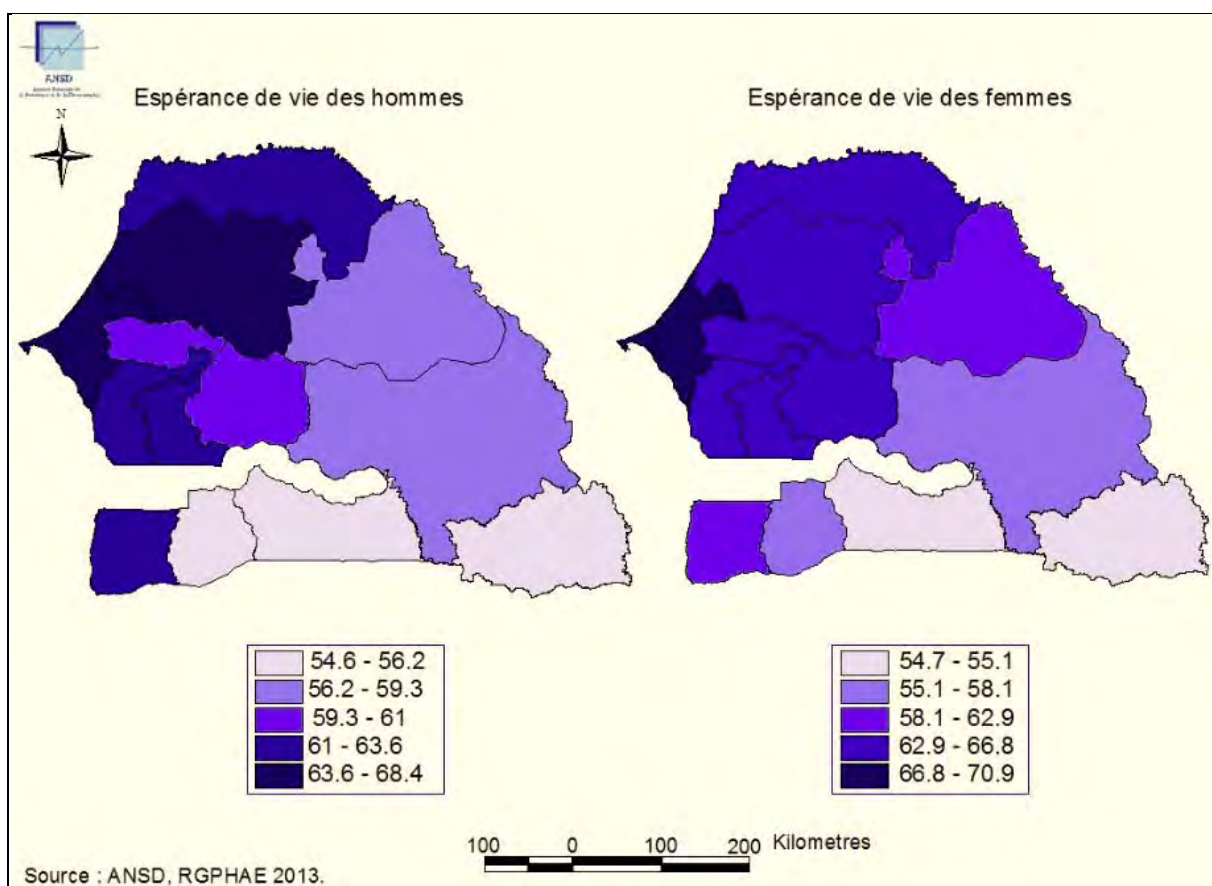 ANSD
N
Espérance de vie des hommes
Espérance de vie des femmes
54.6 - 56.2
56.2 - 59.3
59.3 - 61
61 - 63.6
63.6 - 68.4
54.7 - 55.1
55.1 - 58.1
58.1 - 62.9
62.9 - 66.8
66.8 - 70.9
100 0 100 200 Kilometres
Source : ANSD, RGPHAE 2013.